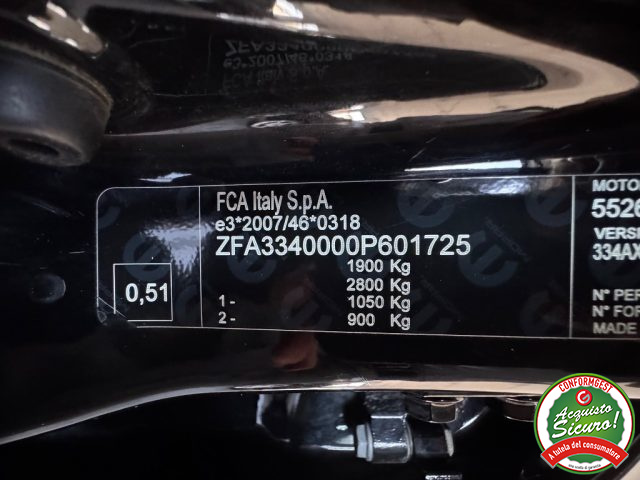 FCA Italy S.p.A.
e3*2007/46*0318
ZFA3340000P601725
1900 Kg
2800 Kg
1- 1050 Kg
2- 900 Kg
0,51
MOTO
5526
VERSI
334AX
N° PER
N° FOR
MADE
CONFORMGEST
Acquisto
Sicuro!
A tutela del consumatore